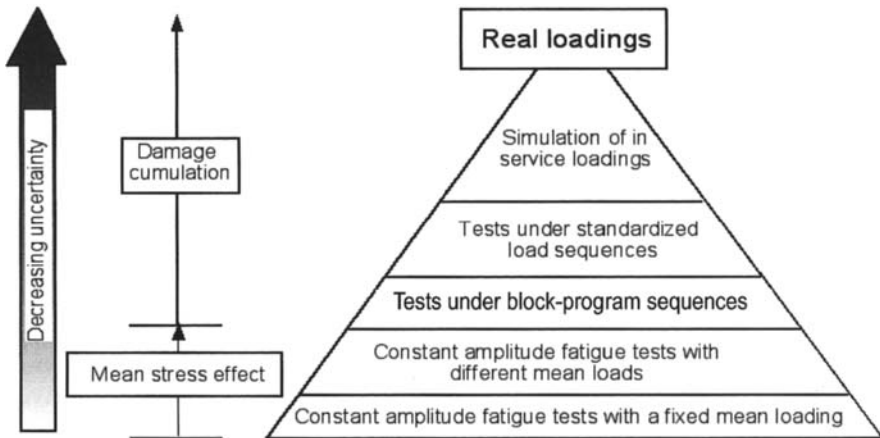 Real loadings
Decreasing uncertainty
Damage
cumulation
Mean stress effect
Simulation of in
service loadings
Tests under standardized
load sequences
Tests under block-program sequences
Constant amplitude fatigue tests with
different mean loads
Constant amplitude fatigue tests with a fixed mean loading